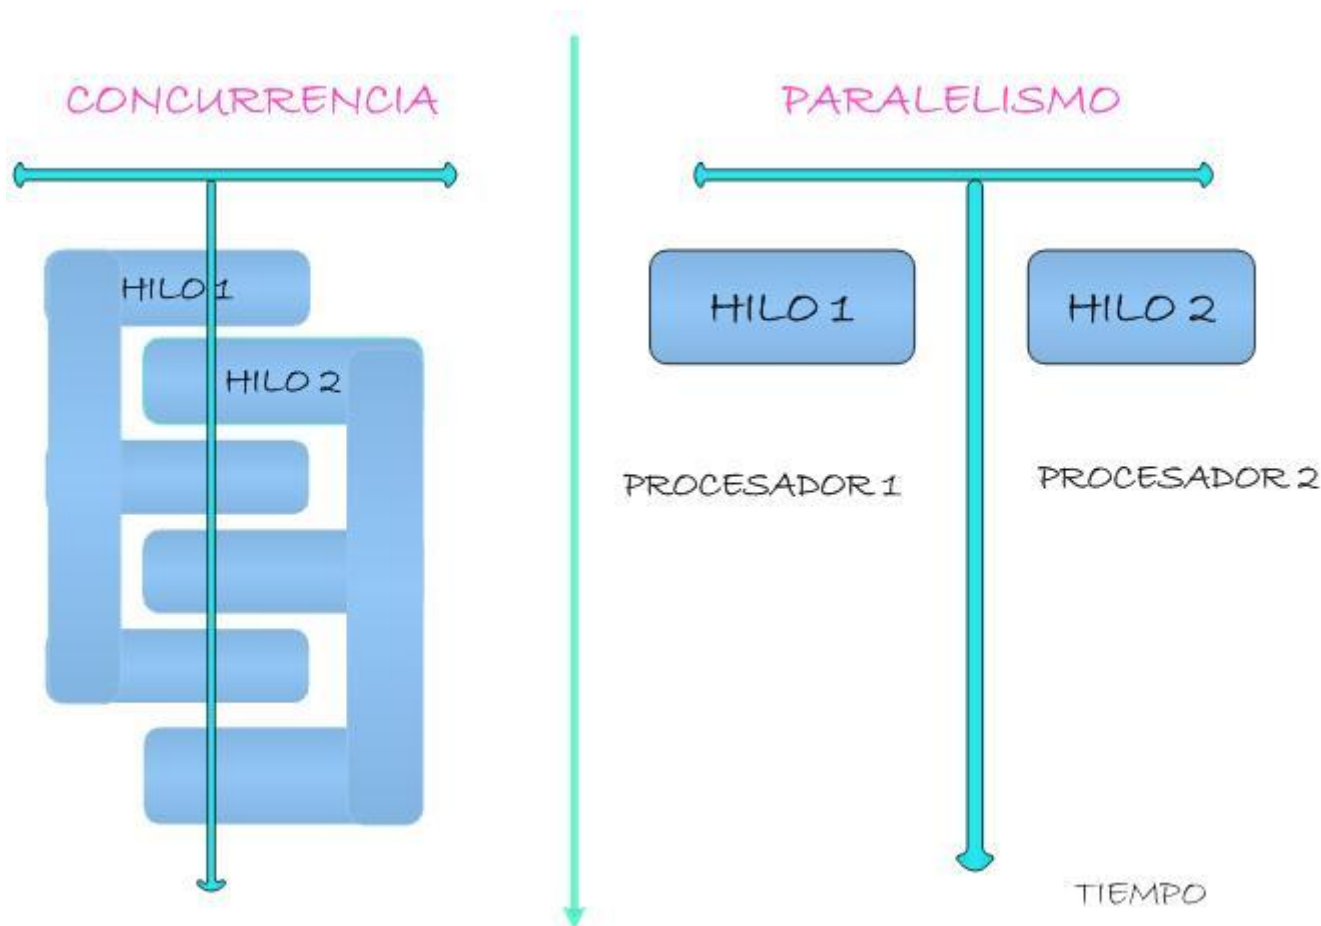 CONCURRENCIA
PARALELISMO
HILO 1
HILO 2
HILO 1
HILO 2
PROCESADOR 1
PROCESADOR 2
TIEMPO